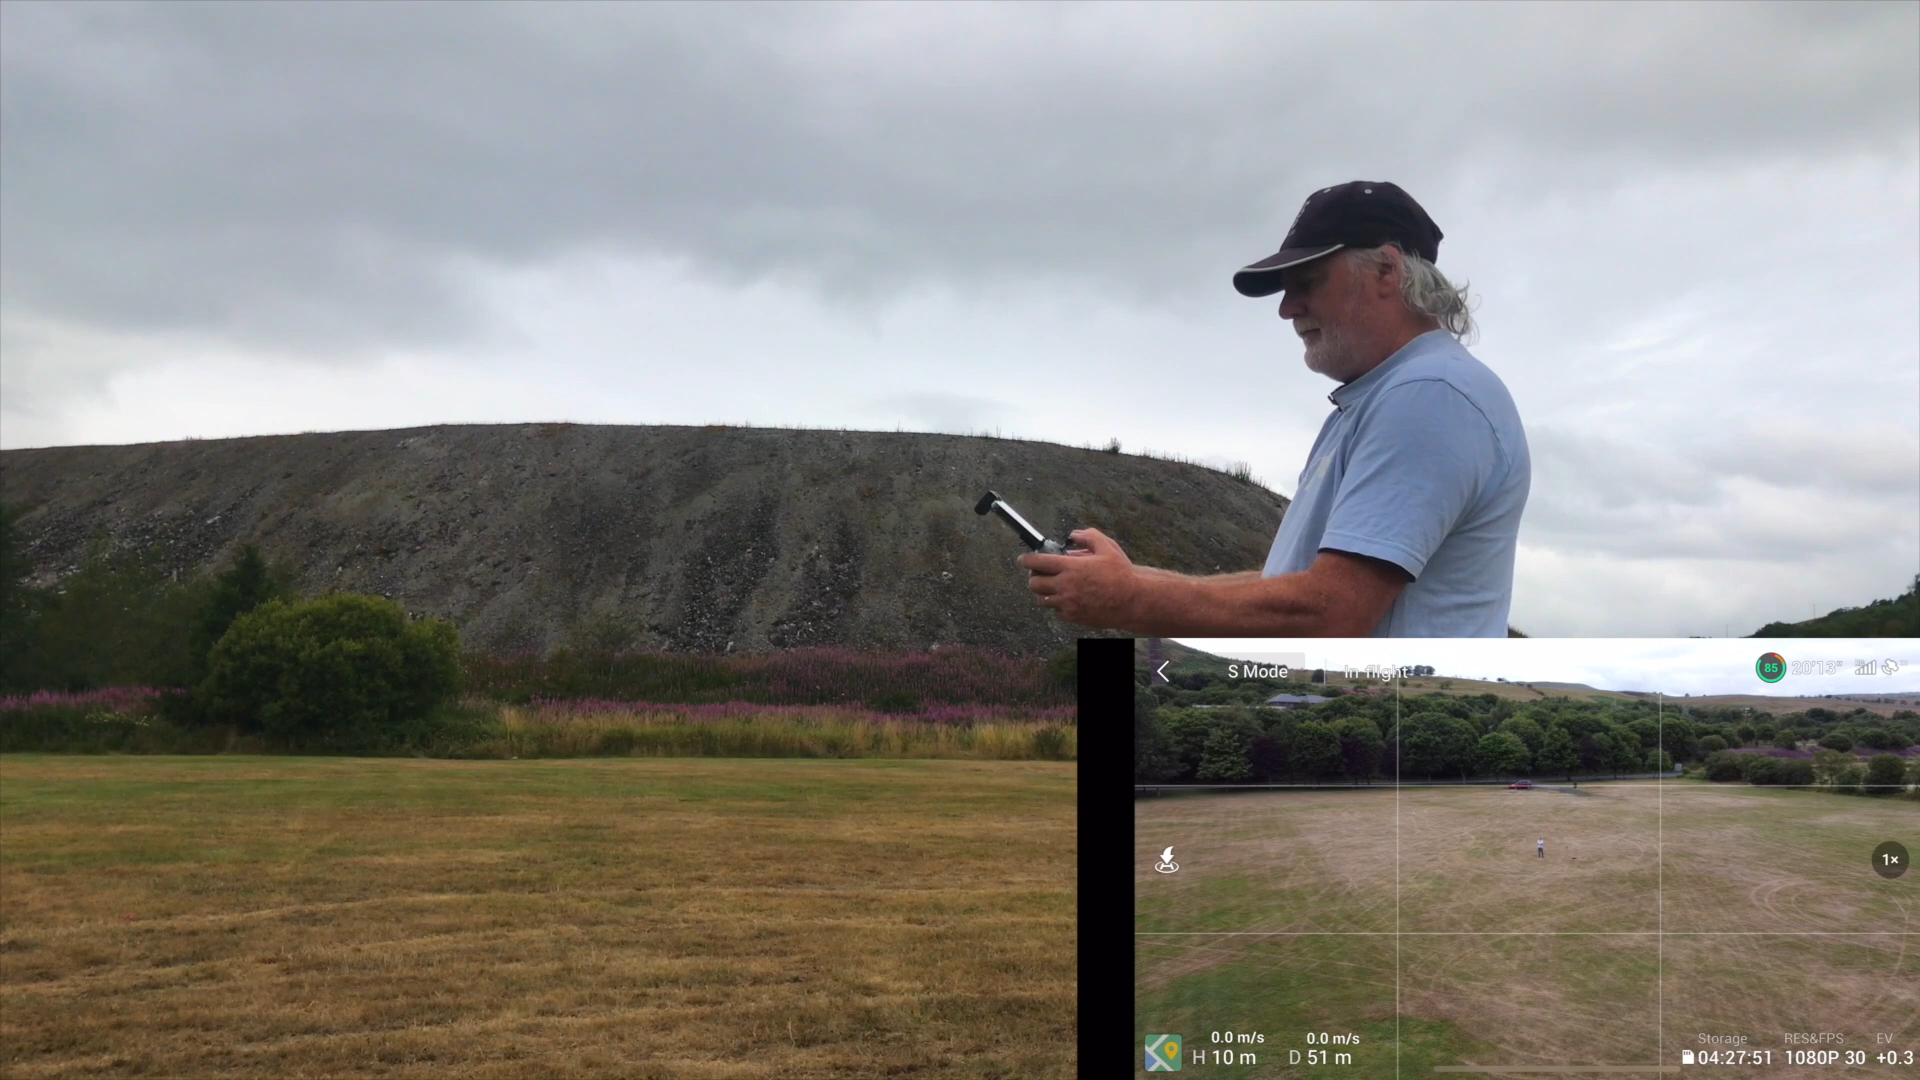 S Mode In flight 85 20'13"
1×
0.0 m/s 0.0 m/s
H 10 m D 51 m
Storage RES&FPS EV
04:27:51 1080P 30 +0.3